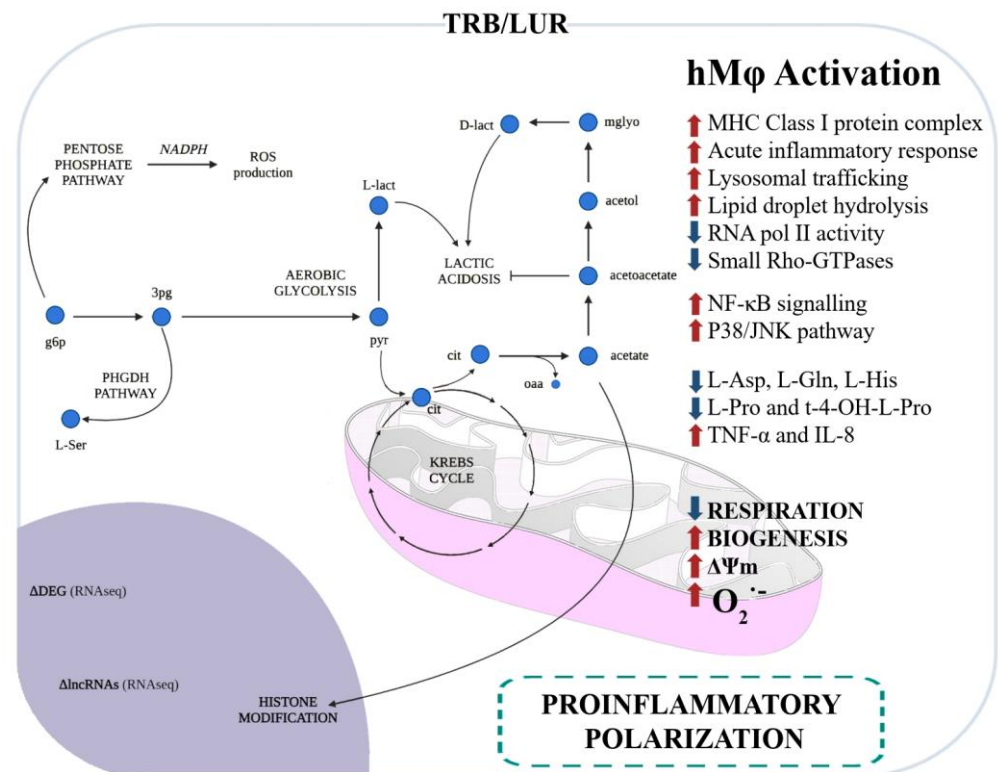 TRB/LUR
hMφ Activation
MHC Class I protein complex
Acute inflammatory response
Lysosomal trafficking
Lipid droplet hydrolysis
RNA pol II activity
Small Rho-GTPases
NF-κB signalling
P38/JNK pathway
L-Asp, L-Gln, L-His
L-Pro and t-4-OH-L-Pro
TNF-α and IL-8
RESPIRATION
BIOGENESIS
ΔΨm
O₂˙⁻
PENTOSE
PHOSPHATE
PATHWAY
NADPH
ROS
production
D-lact
mglyo
L-lact
acetol
LACTIC
ACIDOSIS
acetoacetate
AEROBIC
GLYCOLYSIS
g6p
3pg
pyr
cit
oaa
acetate
PHGDH
PATHWAY
L-Ser
cit
KREBS
CYCLE
ΔDEG (RNAseq)
ΔlncRNAs (RNAseq)
HISTONE
MODIFICATION
PROINFLAMMATORY
POLARIZATION